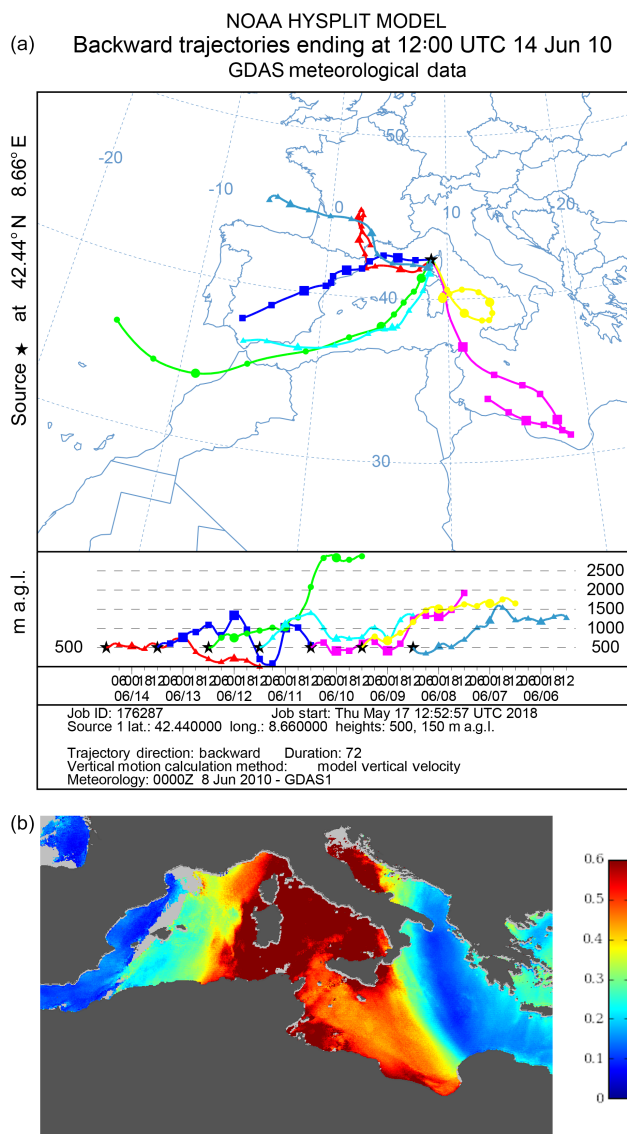 NOAA HYSPLIT MODEL
(a) Backward trajectories ending at 12:00 UTC 14 Jun 10
GDAS meteorological data
Source ★ at 42.44° N 8.66° E
-20
-10
0
10
20
50
40
30
m a.g.l.
500
2500
2000
1500
1000
500
060018120600181206001812060018120600181206001812060018120600181206001812
06/14 06/13 06/12 06/11 06/10 06/09 06/08 06/07 06/06
Job ID: 176287 Job start: Thu May 17 12:52:57 UTC 2018
Source 1 lat.: 42.440000 long.: 8.660000 heights: 500, 150 m a.g.l.
Trajectory direction: backward Duration: 72
Vertical motion calculation method: model vertical velocity
Meteorology: 0000Z 8 Jun 2010 - GDAS1
(b)
0.6
0.5
0.4
0.3
0.2
0.1
0